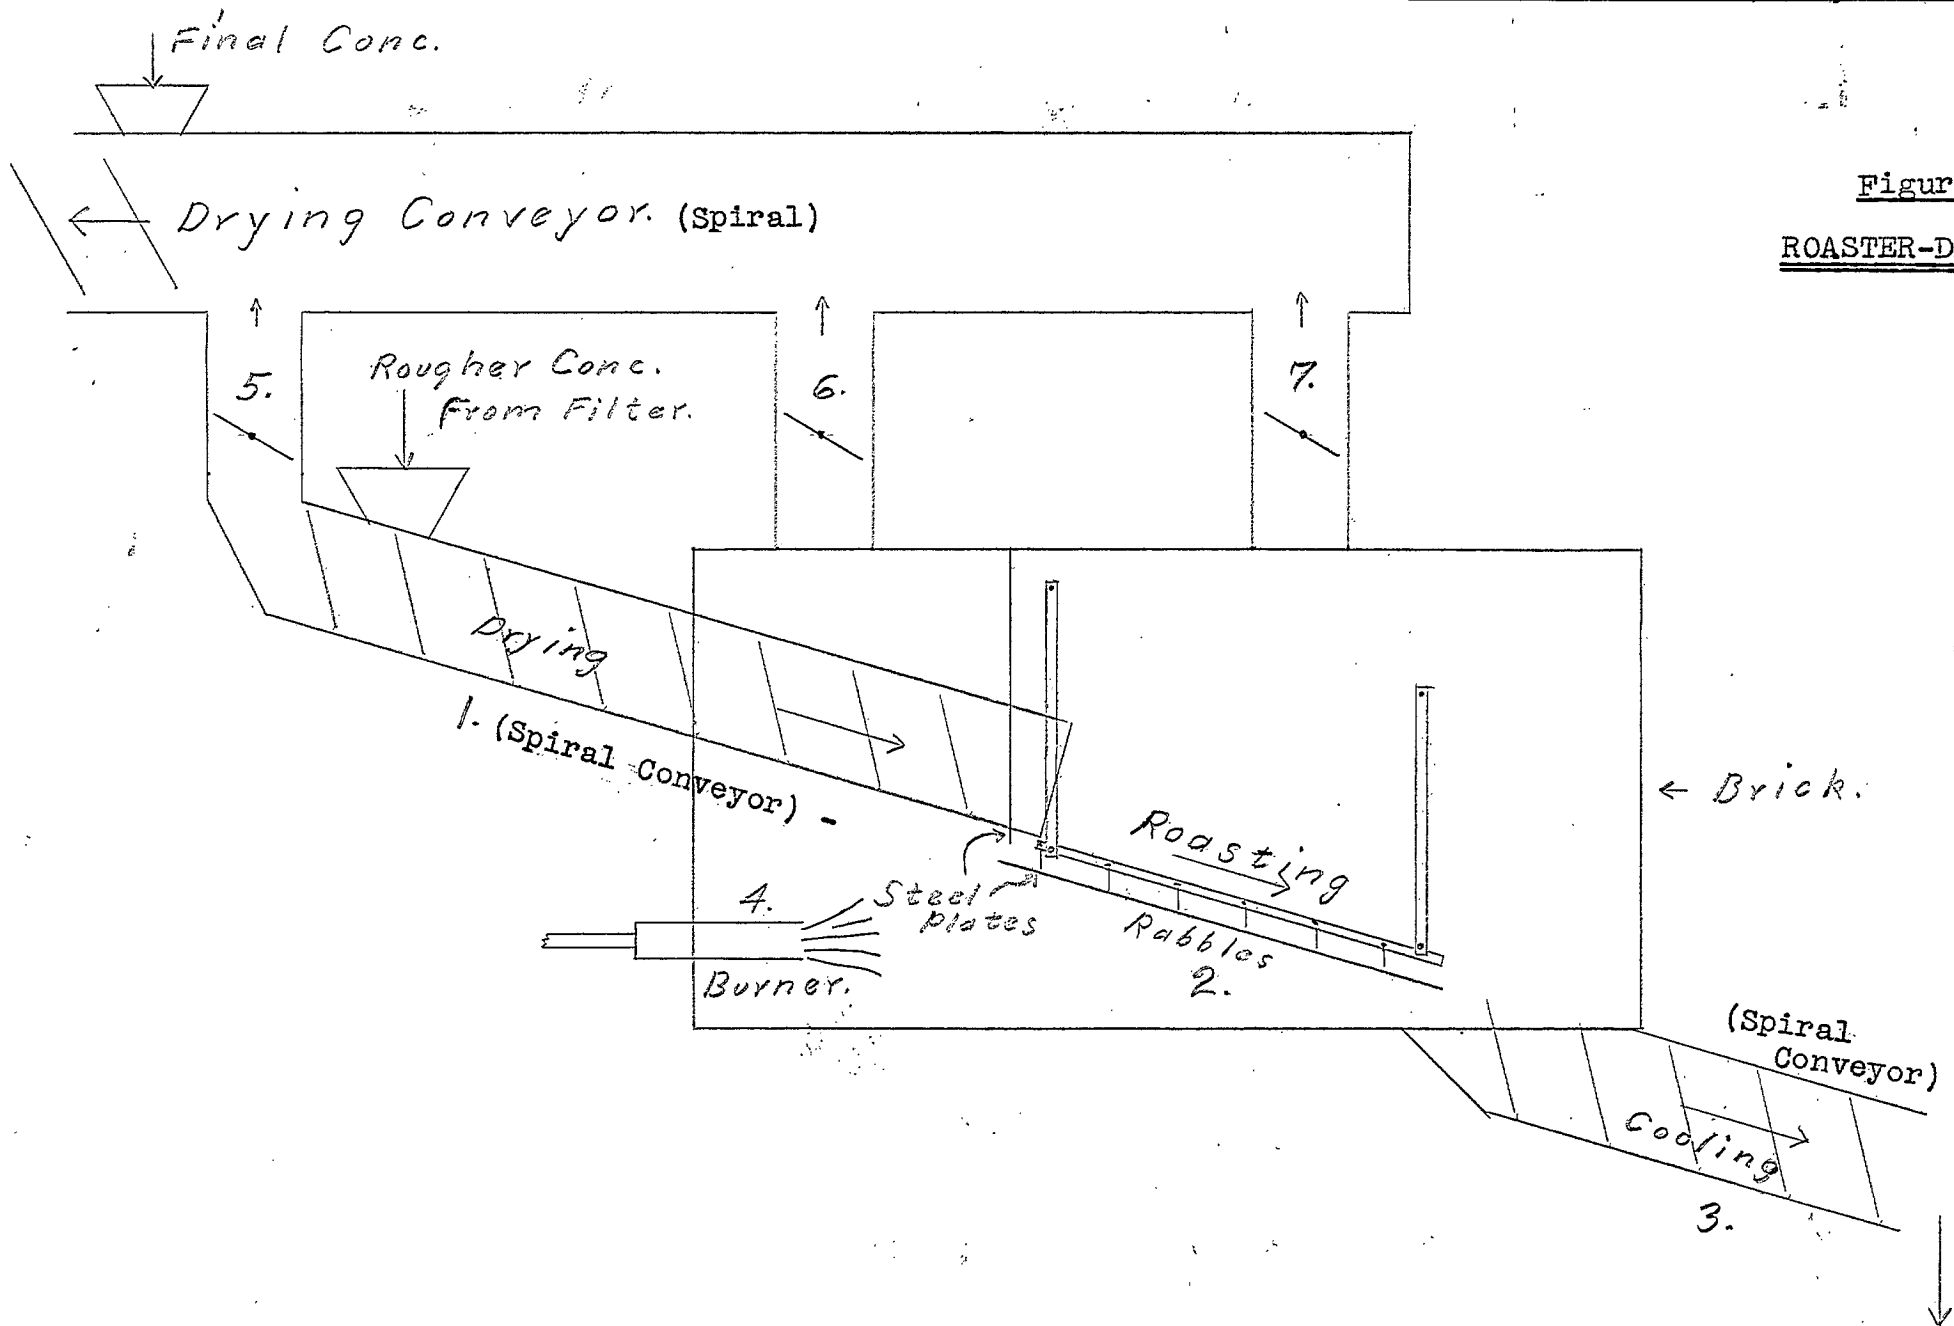 Final Conc.
Figur
ROASTER-D
Drying Conveyor. (Spiral)
Rougher Conc.
From Filter.
5.
6.
7.
Drying
1. (Spiral Conveyor) -
← Brick.
Roasting
4.
Steel
plates
Rabbles
2.
Burner.
(Spiral
Conveyor)
Cooling
3.